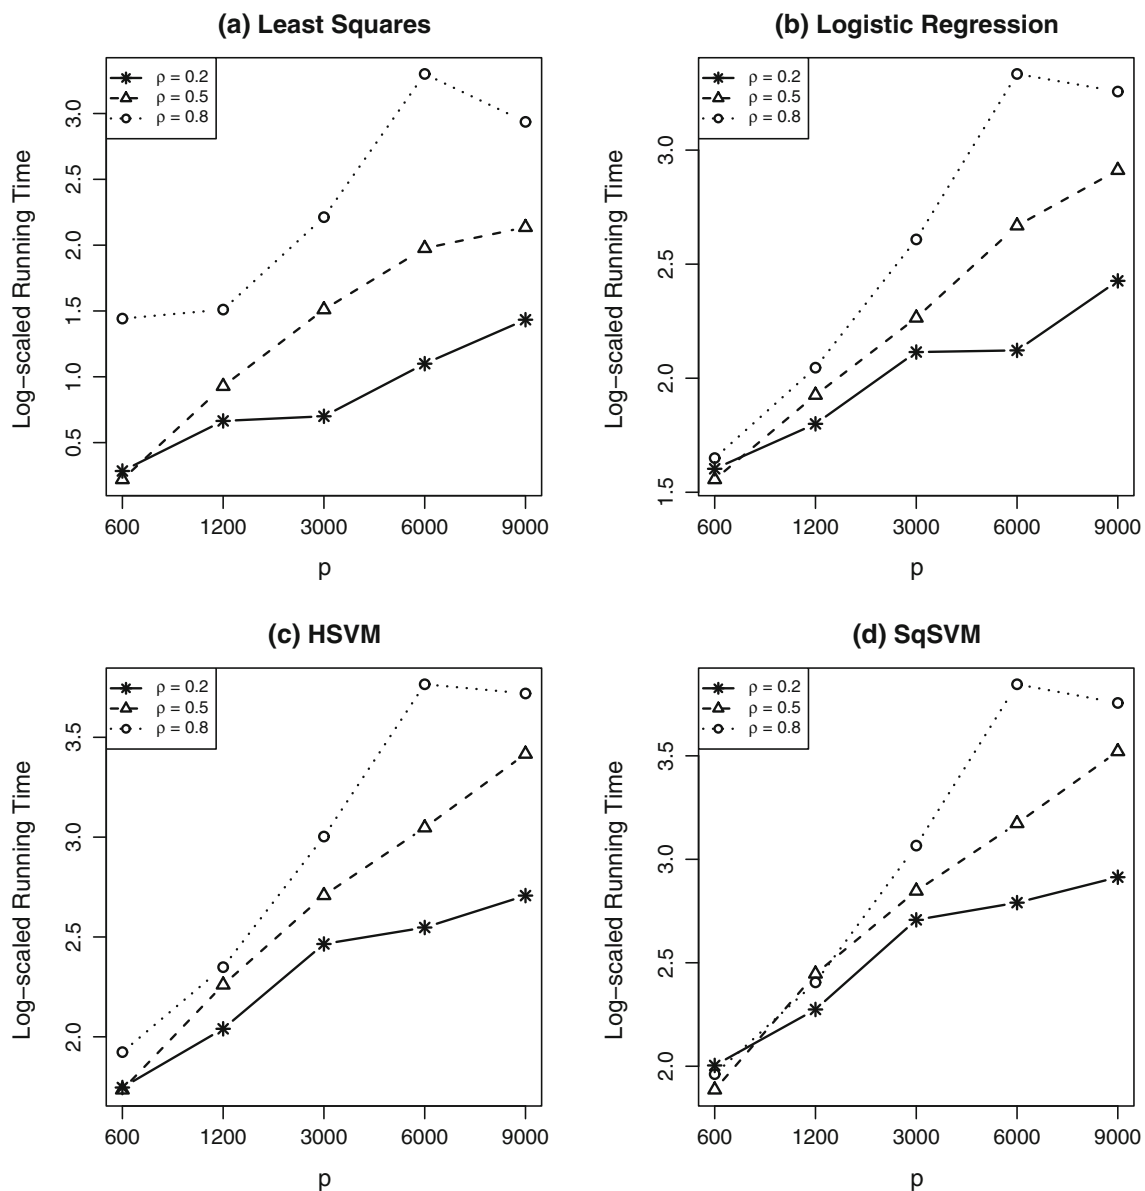 (a) Least Squares
ρ = 0.2
ρ = 0.5
ρ = 0.8
Log−scaled Running Time
3.0
2.5
2.0
1.5
1.0
0.5
600 1200 3000 6000 9000
p
(b) Logistic Regression
ρ = 0.2
ρ = 0.5
ρ = 0.8
Log−scaled Running Time
3.0
2.5
2.0
1.5
600 1200 3000 6000 9000
p
(c) HSVM
ρ = 0.2
ρ = 0.5
ρ = 0.8
Log−scaled Running Time
3.5
3.0
2.5
2.0
600 1200 3000 6000 9000
p
(d) SqSVM
ρ = 0.2
ρ = 0.5
ρ = 0.8
Log−scaled Running Time
3.5
3.0
2.5
2.0
600 1200 3000 6000 9000
p